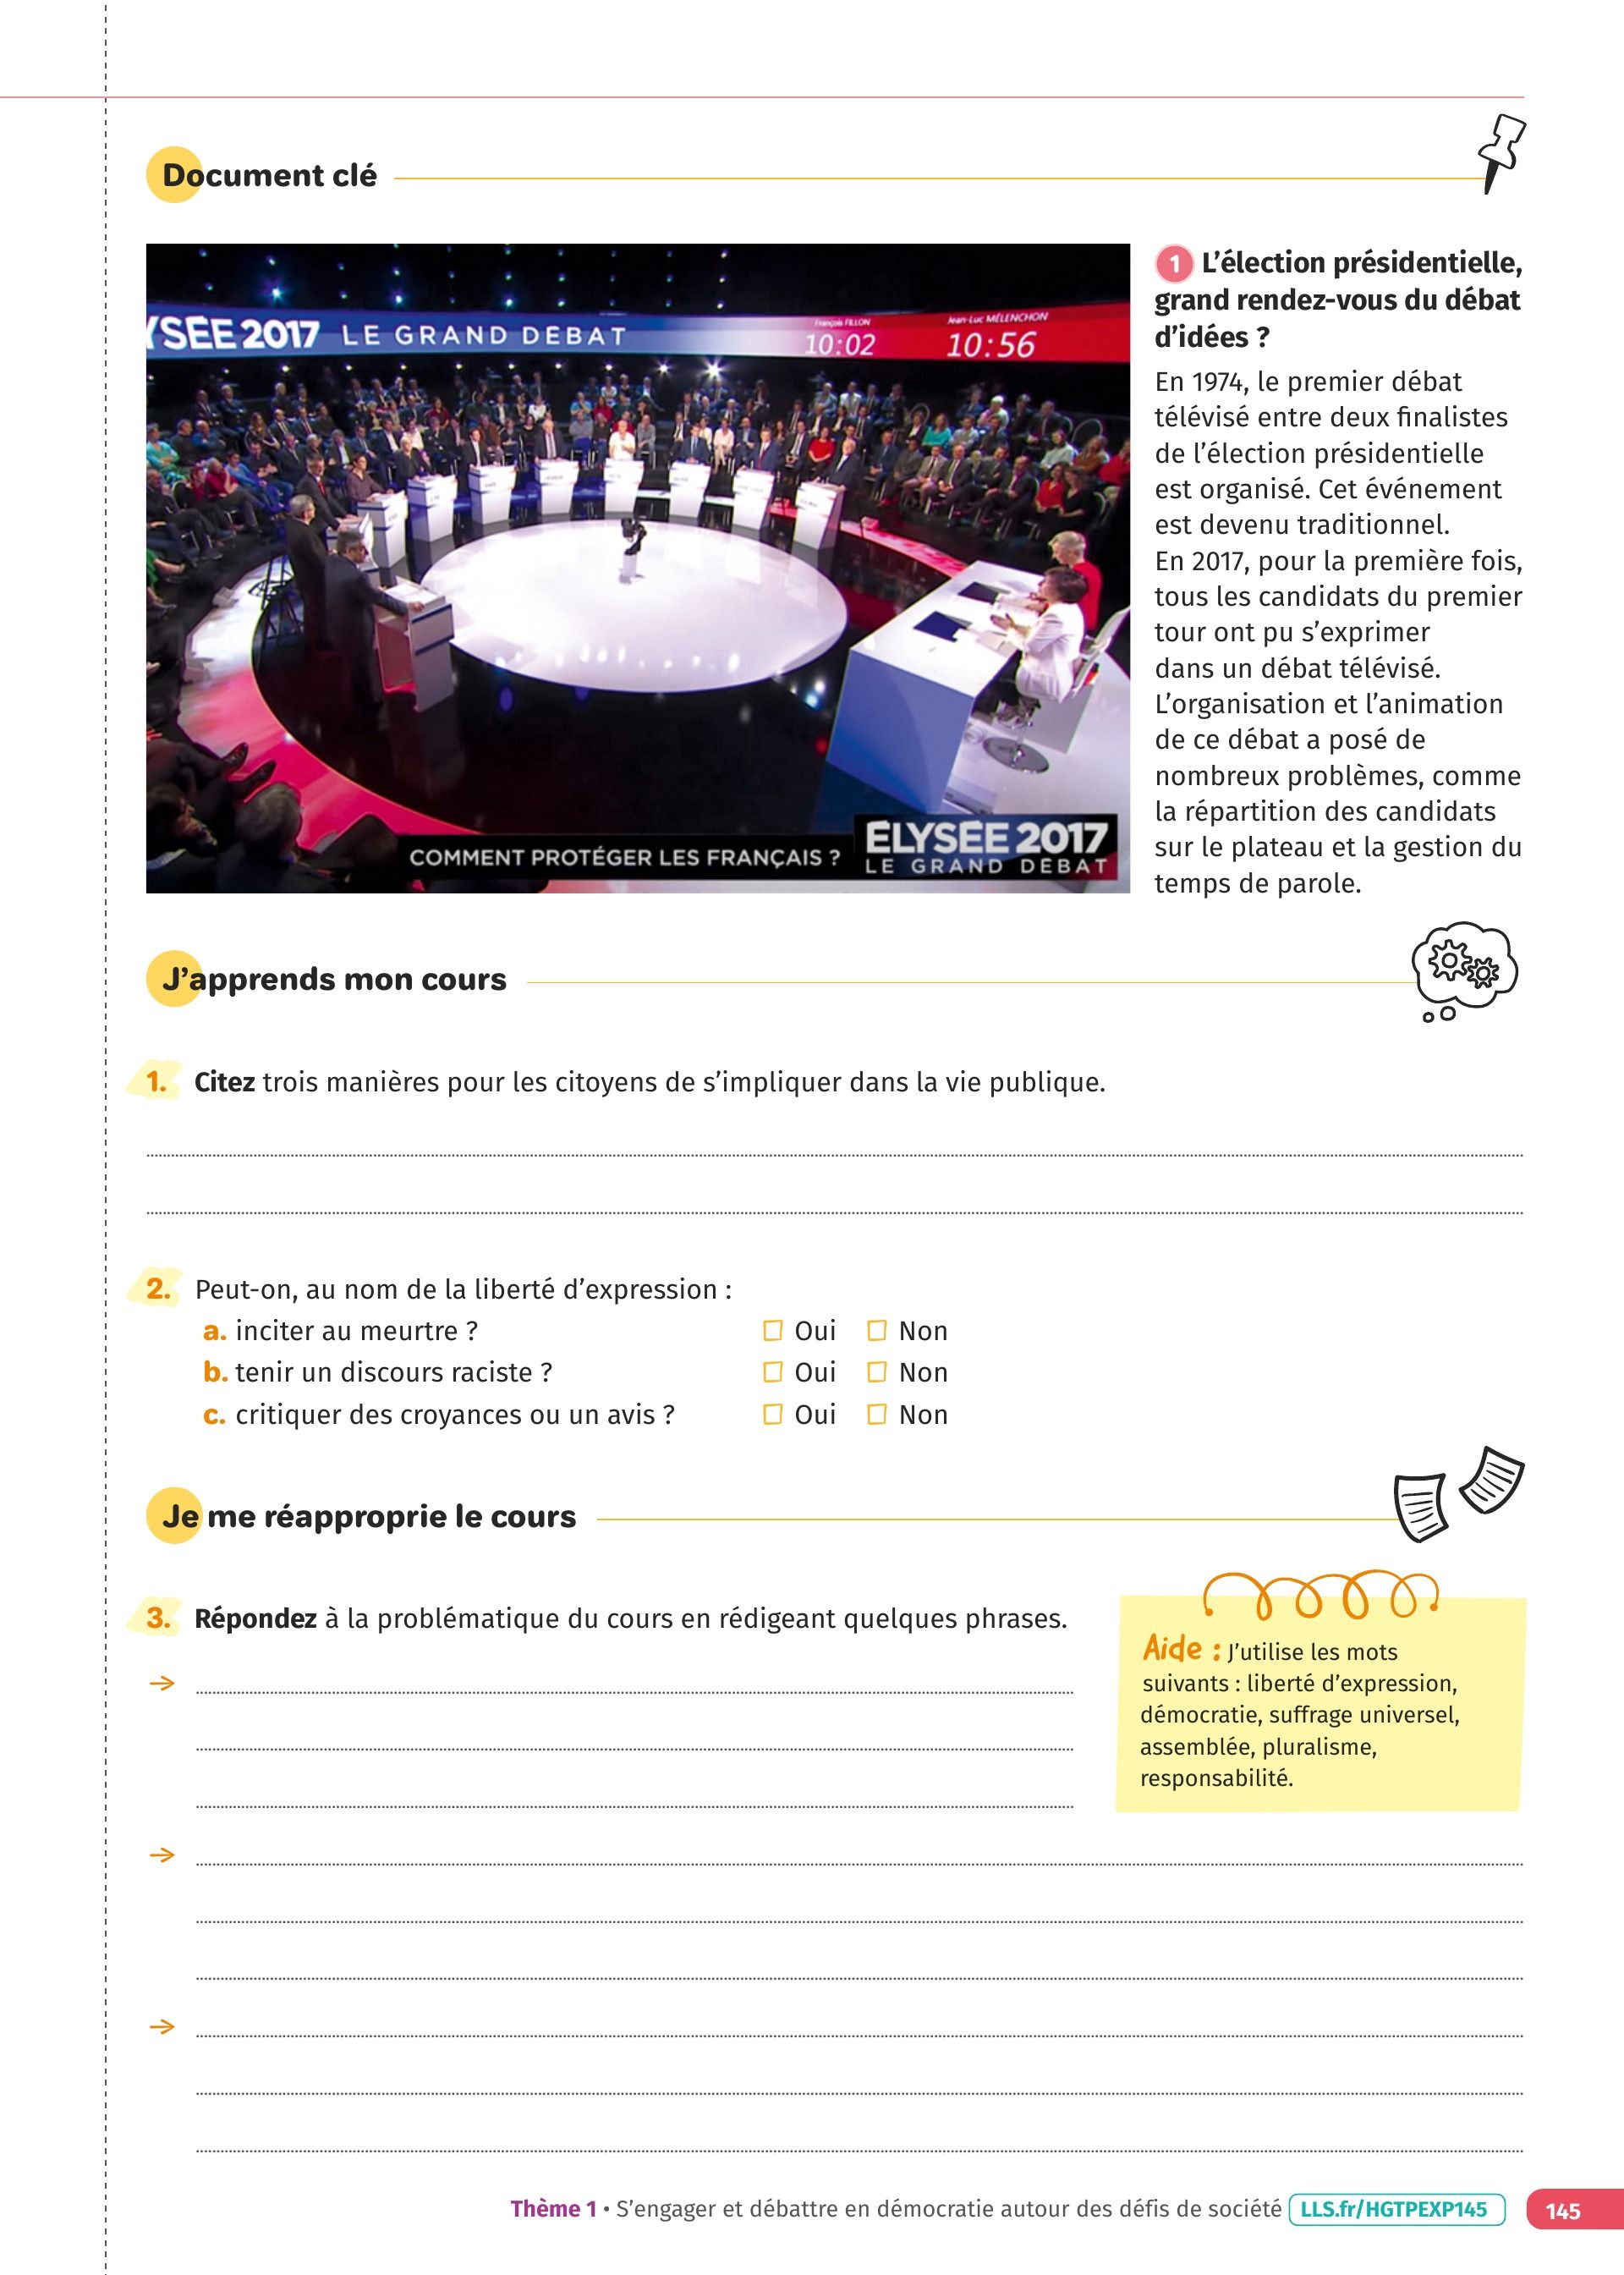 Document clé
YSÉE 2017 LE GRAND DÉBAT
François FILLON
10:02
Jean-Luc MÉLENCHON
10:56
COMMENT PROTÉGER LES FRANÇAIS ?
ÉLYSÉE 2017
LE GRAND DÉBAT
1 L’élection présidentielle,
grand rendez-vous du débat
d’idées ?
En 1974, le premier débat
télévisé entre deux finalistes
de l’élection présidentielle
est organisé. Cet événement
est devenu traditionnel.
En 2017, pour la première fois,
tous les candidats du premier
tour ont pu s’exprimer
dans un débat télévisé.
L’organisation et l’animation
de ce débat a posé de
nombreux problèmes, comme
la répartition des candidats
sur le plateau et la gestion du
temps de parole.
J’apprends mon cours
1. Citez trois manières pour les citoyens de s’impliquer dans la vie publique.
2. Peut-on, au nom de la liberté d’expression :
a. inciter au meurtre ? Oui Non
b. tenir un discours raciste ? Oui Non
c. critiquer des croyances ou un avis ? Oui Non
Je me réapproprie le cours
3. Répondez à la problématique du cours en rédigeant quelques phrases.
Aide : J’utilise les mots
suivants : liberté d’expression,
démocratie, suffrage universel,
assemblée, pluralisme,
responsabilité.
Thème 1 • S’engager et débattre en démocratie autour des défis de société LLS.fr/HGTPEXP145 145